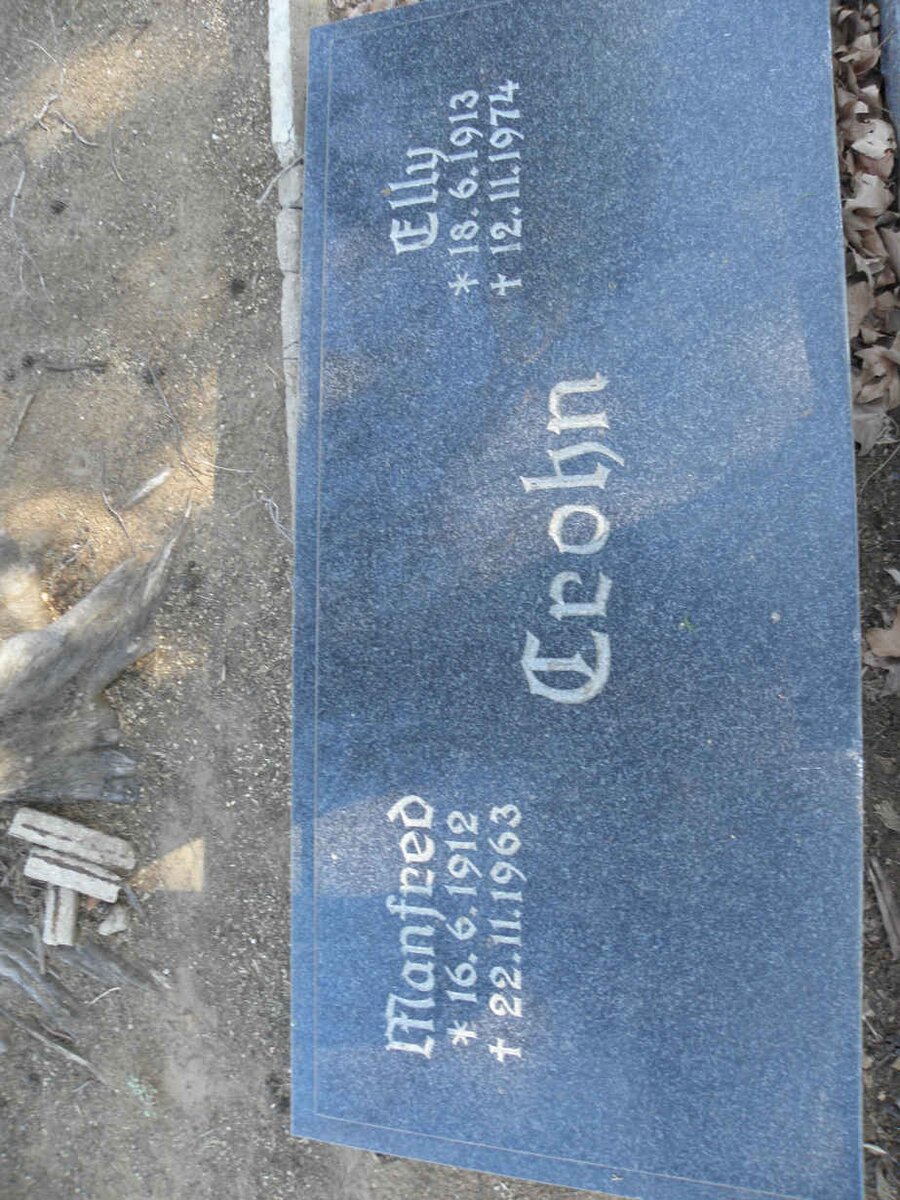 Manfred
* 16.6.1912
† 22.11.1963
Elly
* 18.6.1913
† 12.11.1974
Crohn